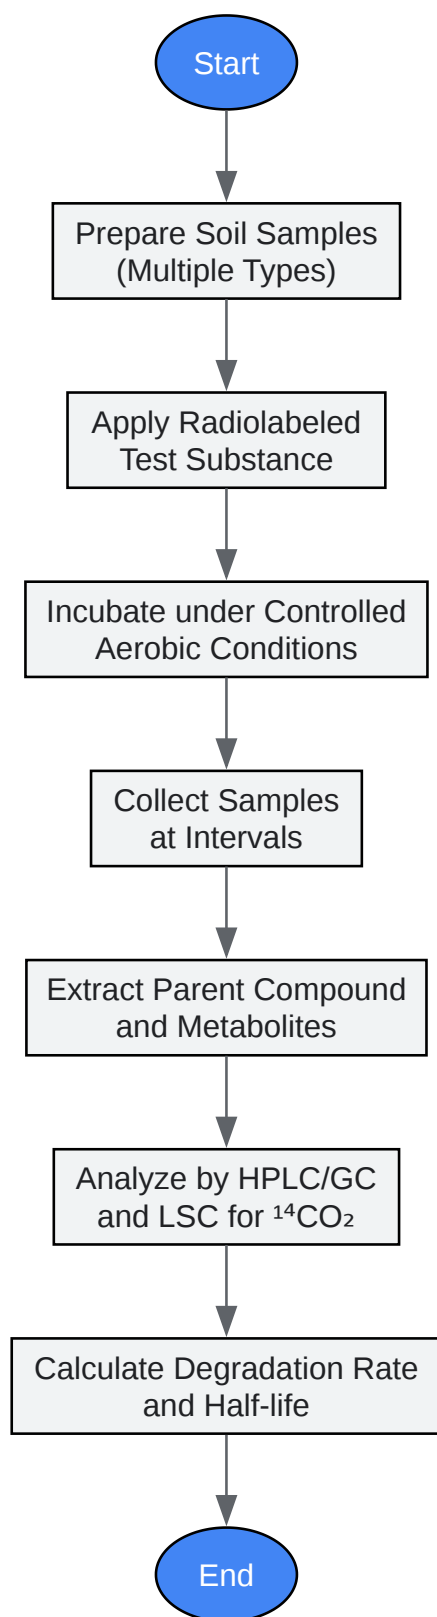 Start
Prepare Soil Samples
(Multiple Types)
Apply Radiolabeled
Test Substance
Incubate under Controlled
Aerobic Conditions
Collect Samples
at Intervals
Extract Parent Compound
and Metabolites
Analyze by HPLC/GC
and LSC for ¹⁴CO₂
Calculate Degradation Rate
and Half-life
End